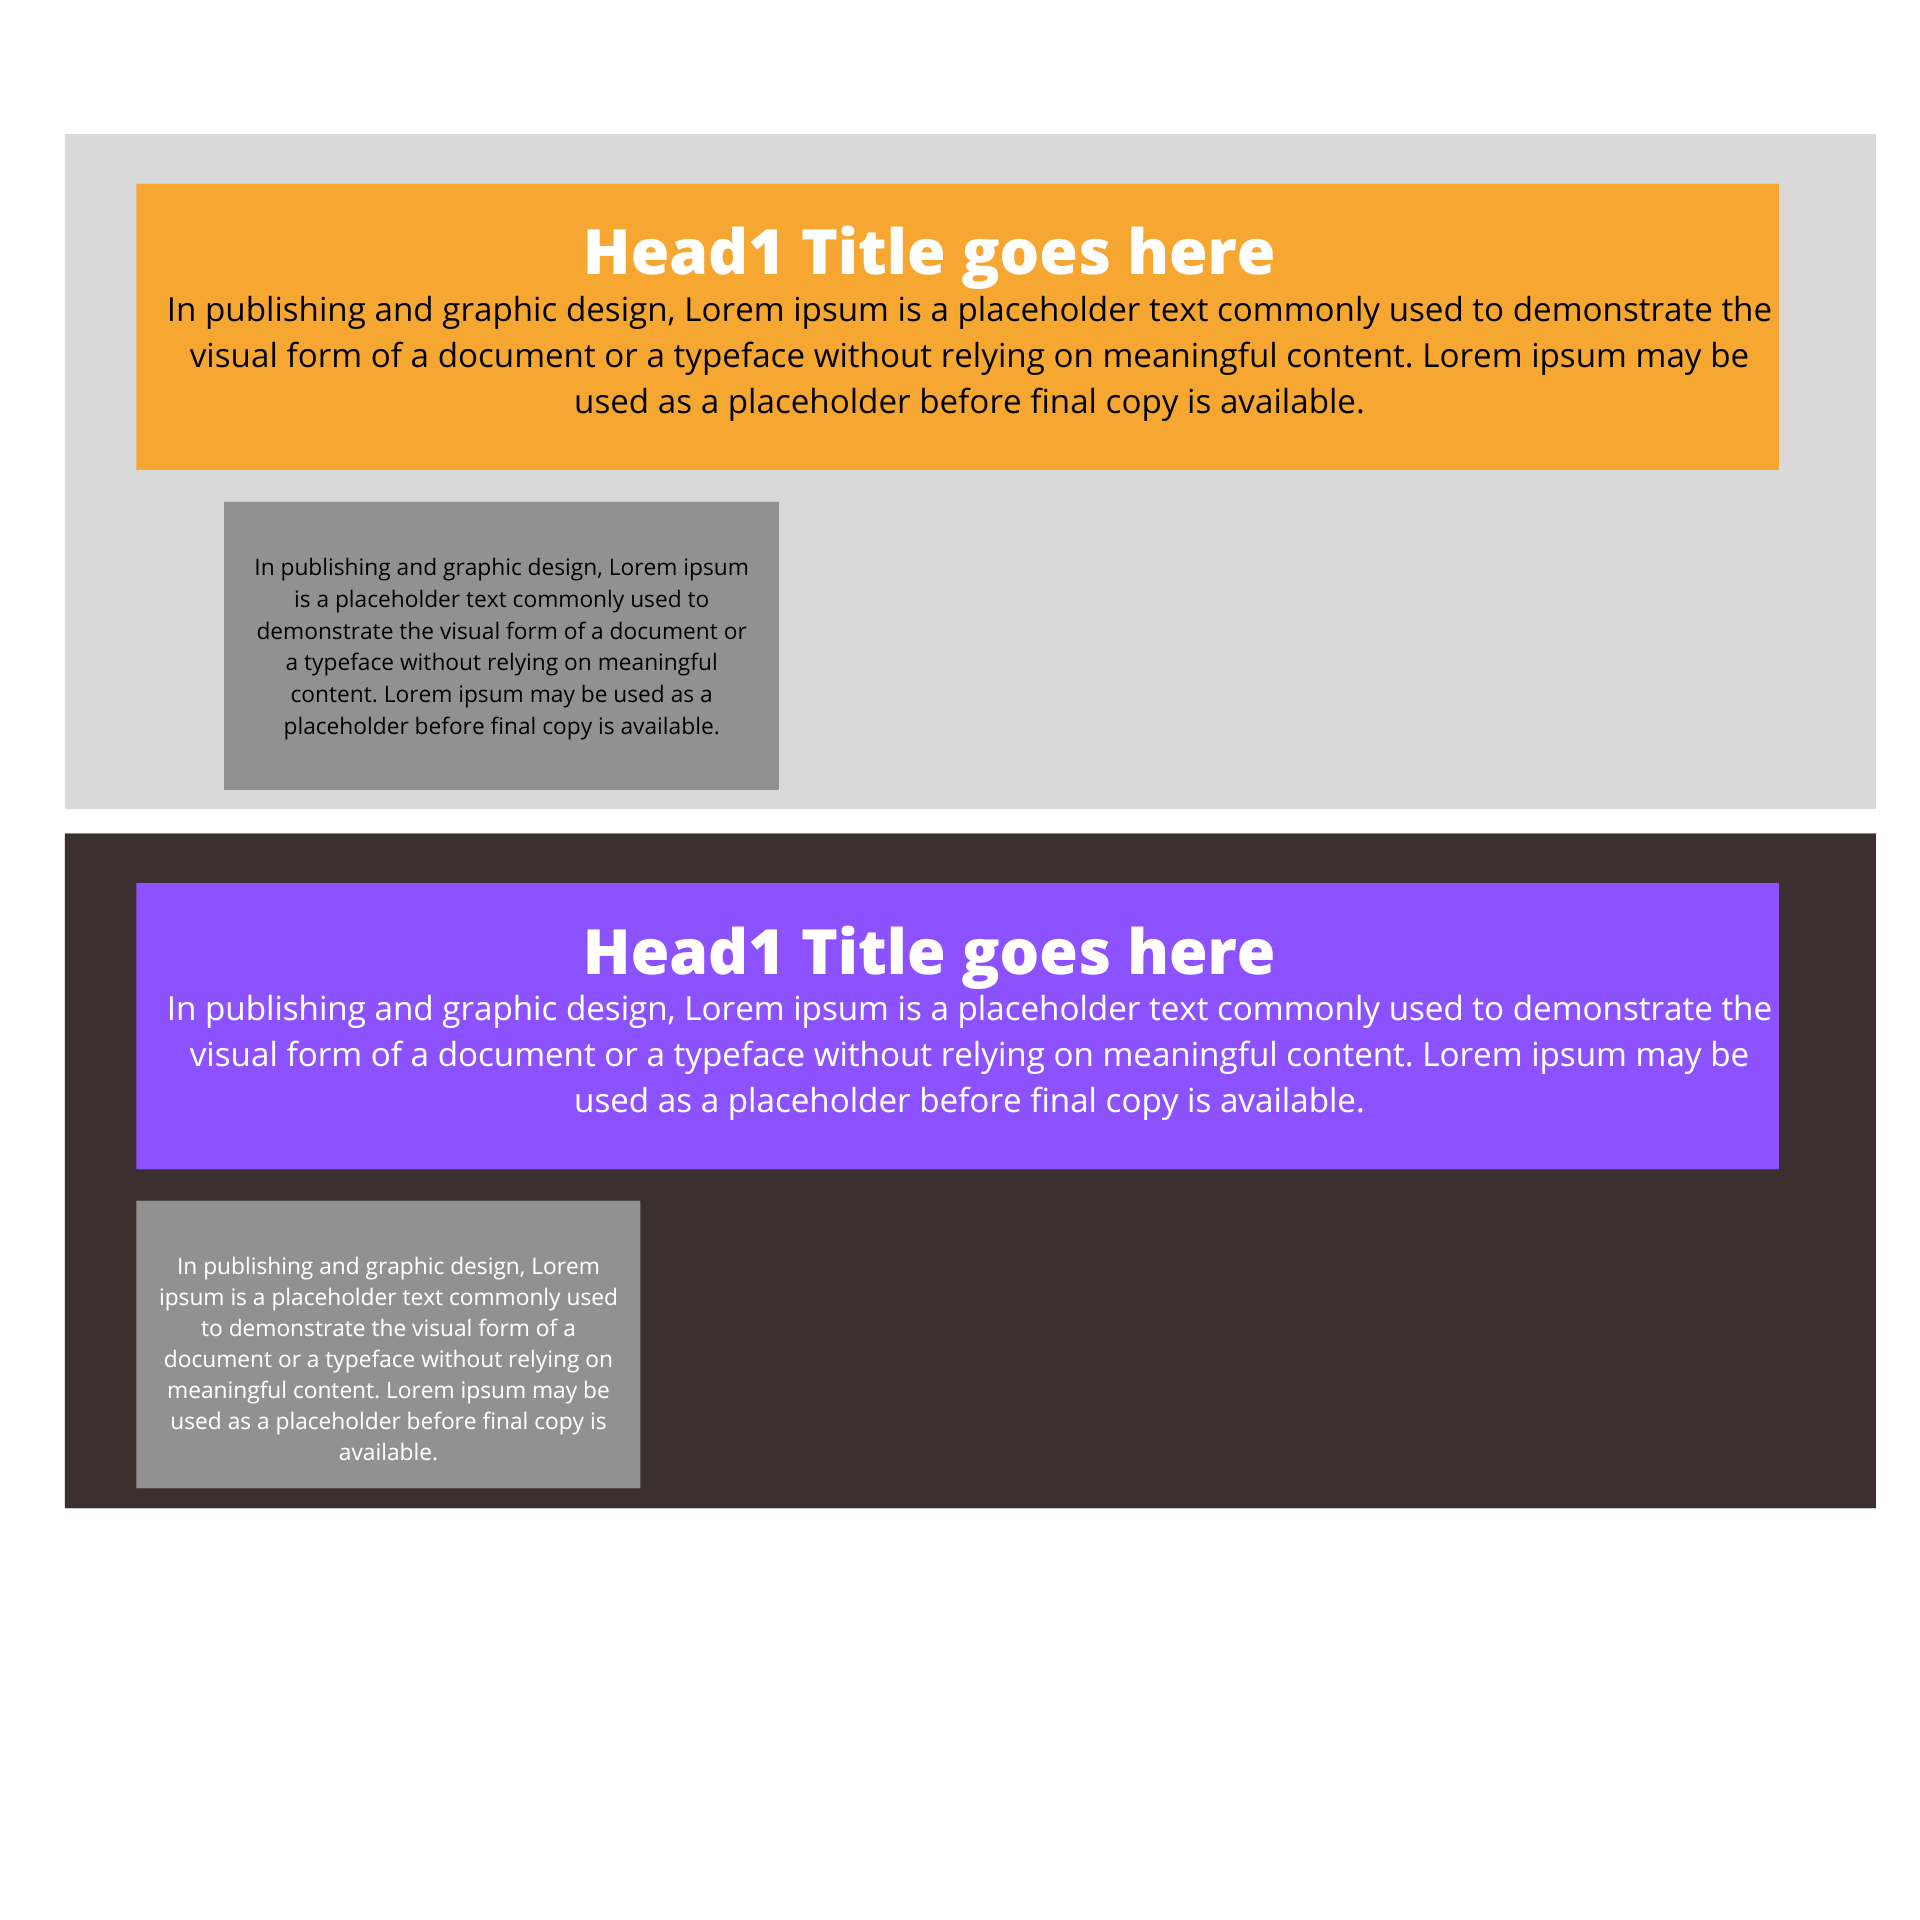 Head1 Title goes here
In publishing and graphic design, Lorem ipsum is a placeholder text commonly used to demonstrate the
visual form of a document or a typeface without relying on meaningful content. Lorem ipsum may be
used as a placeholder before final copy is available.
In publishing and graphic design, Lorem ipsum
is a placeholder text commonly used to
demonstrate the visual form of a document or
a typeface without relying on meaningful
content. Lorem ipsum may be used as a
placeholder before final copy is available.
Head1 Title goes here
In publishing and graphic design, Lorem ipsum is a placeholder text commonly used to demonstrate the
visual form of a document or a typeface without relying on meaningful content. Lorem ipsum may be
used as a placeholder before final copy is available.
In publishing and graphic design, Lorem
ipsum is a placeholder text commonly used
to demonstrate the visual form of a
document or a typeface without relying on
meaningful content. Lorem ipsum may be
used as a placeholder before final copy is
available.